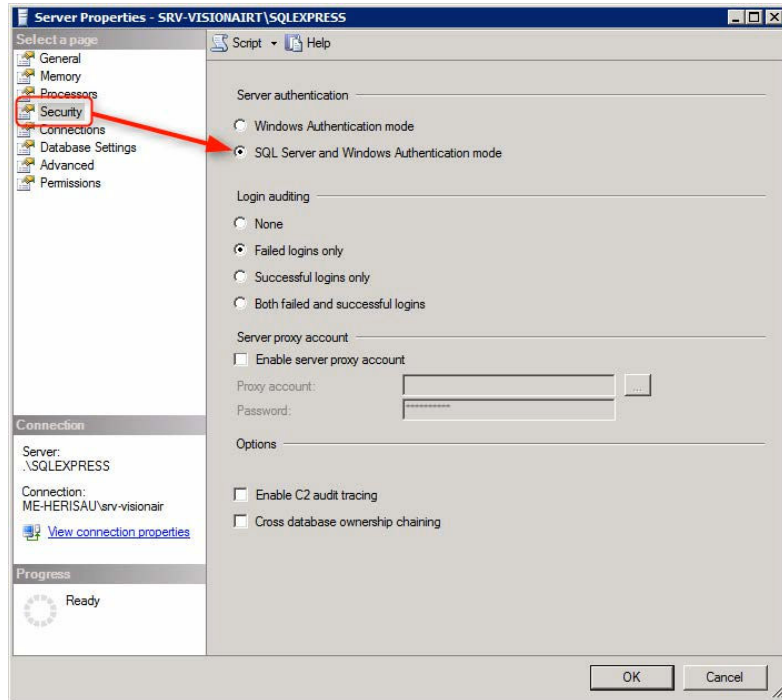 Server Properties - SRV-VISIONAIRT\SQLEXPRESS
Select a page
General
Memory
Processors
Security
Connections
Database Settings
Advanced
Permissions
Script
Help
Server authentication
Windows Authentication mode
SQL Server and Windows Authentication mode
Login auditing
None
Failed logins only
Successful logins only
Both failed and successful logins
Server proxy account
Enable server proxy account
Proxy account:
...
Password:
**********
Options
Enable C2 audit tracing
Cross database ownership chaining
Connection
Server:
.\SQLEXPRESS
Connection:
ME-HERISAU\srv-visionair
View connection properties
Progress
Ready
OK
Cancel